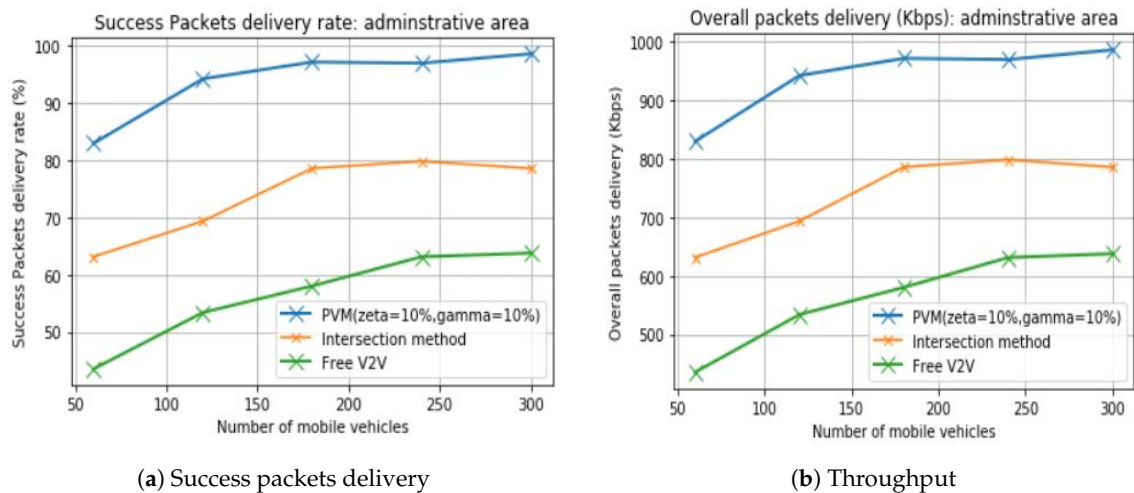 Success Packets delivery rate: adminstrative area
Success Packets delivery rate (%)
100
90
80
70
60
50
PVM(zeta=10%,gamma=10%)
Intersection method
Free V2V
50
100
150
200
250
300
Number of mobile vehicles
(a) Success packets delivery
Overall packets delivery (Kbps): adminstrative area
Overall packets delivery (Kbps)
1000
900
800
700
600
500
PVM(zeta=10%,gamma=10%)
Intersection method
Free V2V
50
100
150
200
250
300
Number of mobile vehicles
(b) Throughput